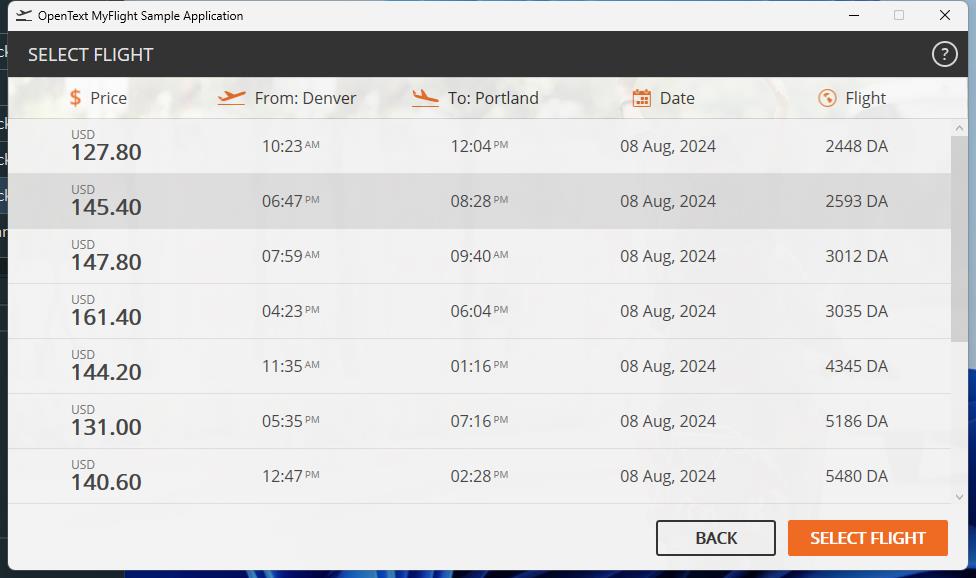 OpenText MyFlight Sample Application
SELECT FLIGHT ?
$ Price From: Denver To: Portland Date Flight
USD
127.80 10:23 AM 12:04 PM 08 Aug, 2024 2448 DA
USD
145.40 06:47 PM 08:28 PM 08 Aug, 2024 2593 DA
USD
147.80 07:59 AM 09:40 AM 08 Aug, 2024 3012 DA
USD
161.40 04:23 PM 06:04 PM 08 Aug, 2024 3035 DA
USD
144.20 11:35 AM 01:16 PM 08 Aug, 2024 4345 DA
USD
131.00 05:35 PM 07:16 PM 08 Aug, 2024 5186 DA
USD
140.60 12:47 PM 02:28 PM 08 Aug, 2024 5480 DA
BACK SELECT FLIGHT